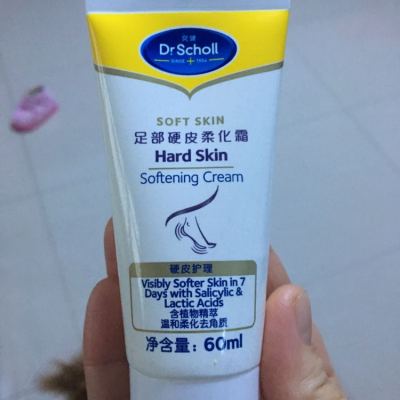 爽健
Dr Scholl
SINCE + 1904
SOFT SKIN
足部硬皮柔化霜
Hard Skin
Softening Cream
硬皮护理
Visibly Softer Skin in 7
Days with Salicylic &
Lactic Acids
含植物精萃
温和柔化去角质
净含量：60ml